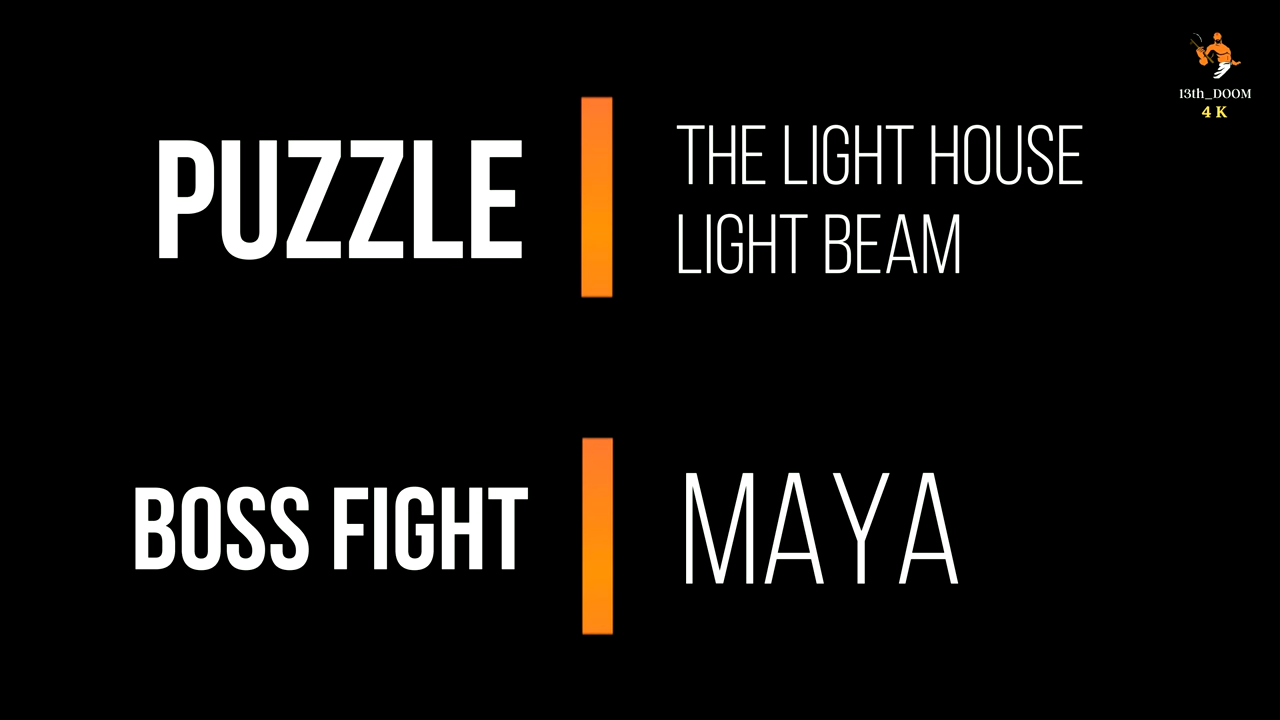 PUZZLE
THE LIGHT HOUSE
LIGHT BEAM
BOSS FIGHT
MAYA
13th_DOOM
4 K